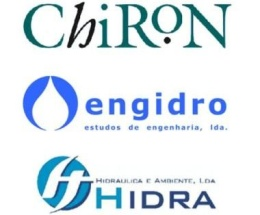 ChiRoN
engidro
estudos de engenharia, lda.
HIDRAULICA E AMBIENTE, LDA
HIDRA